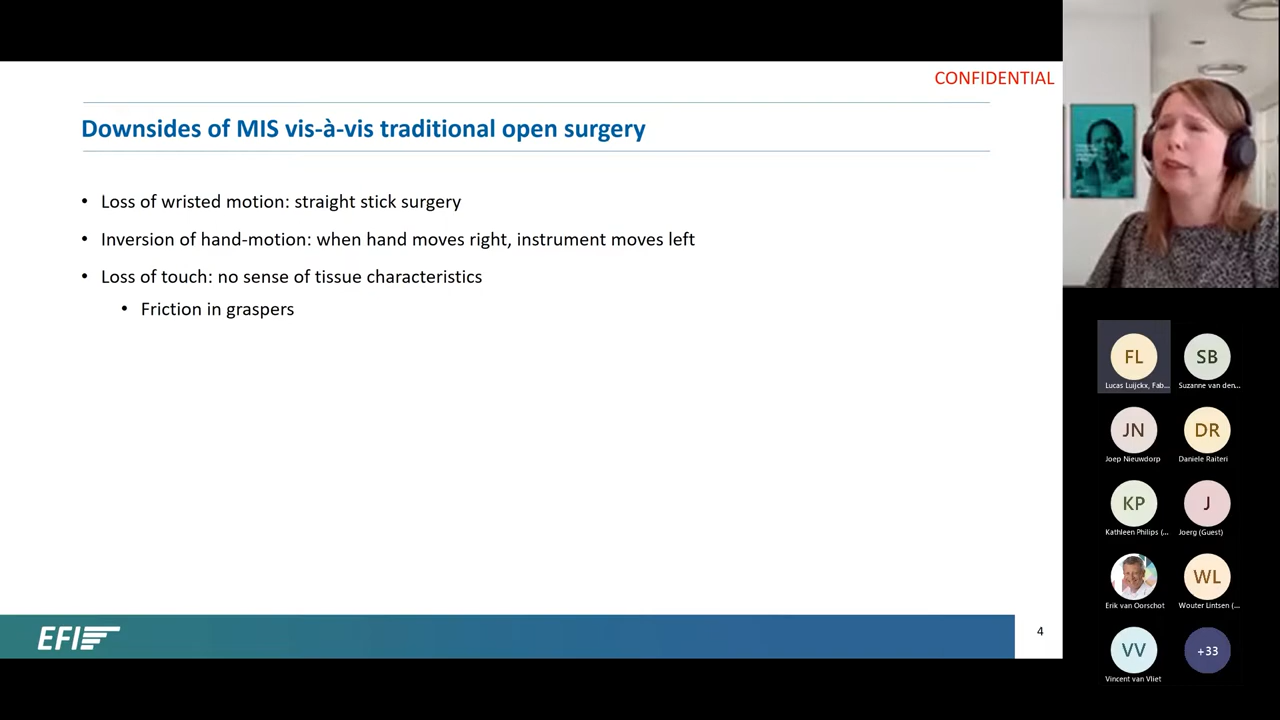 CONFIDENTIAL
Downsides of MIS vis-à-vis traditional open surgery
• Loss of wristed motion: straight stick surgery
• Inversion of hand-motion: when hand moves right, instrument moves left
• Loss of touch: no sense of tissue characteristics
• Friction in graspers
EFI
4
FL
SB
Lucas Luijckx, Fab...
Suzanne van den...
JN
DR
Joep Nieuwdorp
Daniele Raiteri
KP
J
Kathleen Philips (...
Joerg (Guest)
WL
Erik van Oorschot
Wouter Lintsen (...
VV
+33
Vincent van Vliet